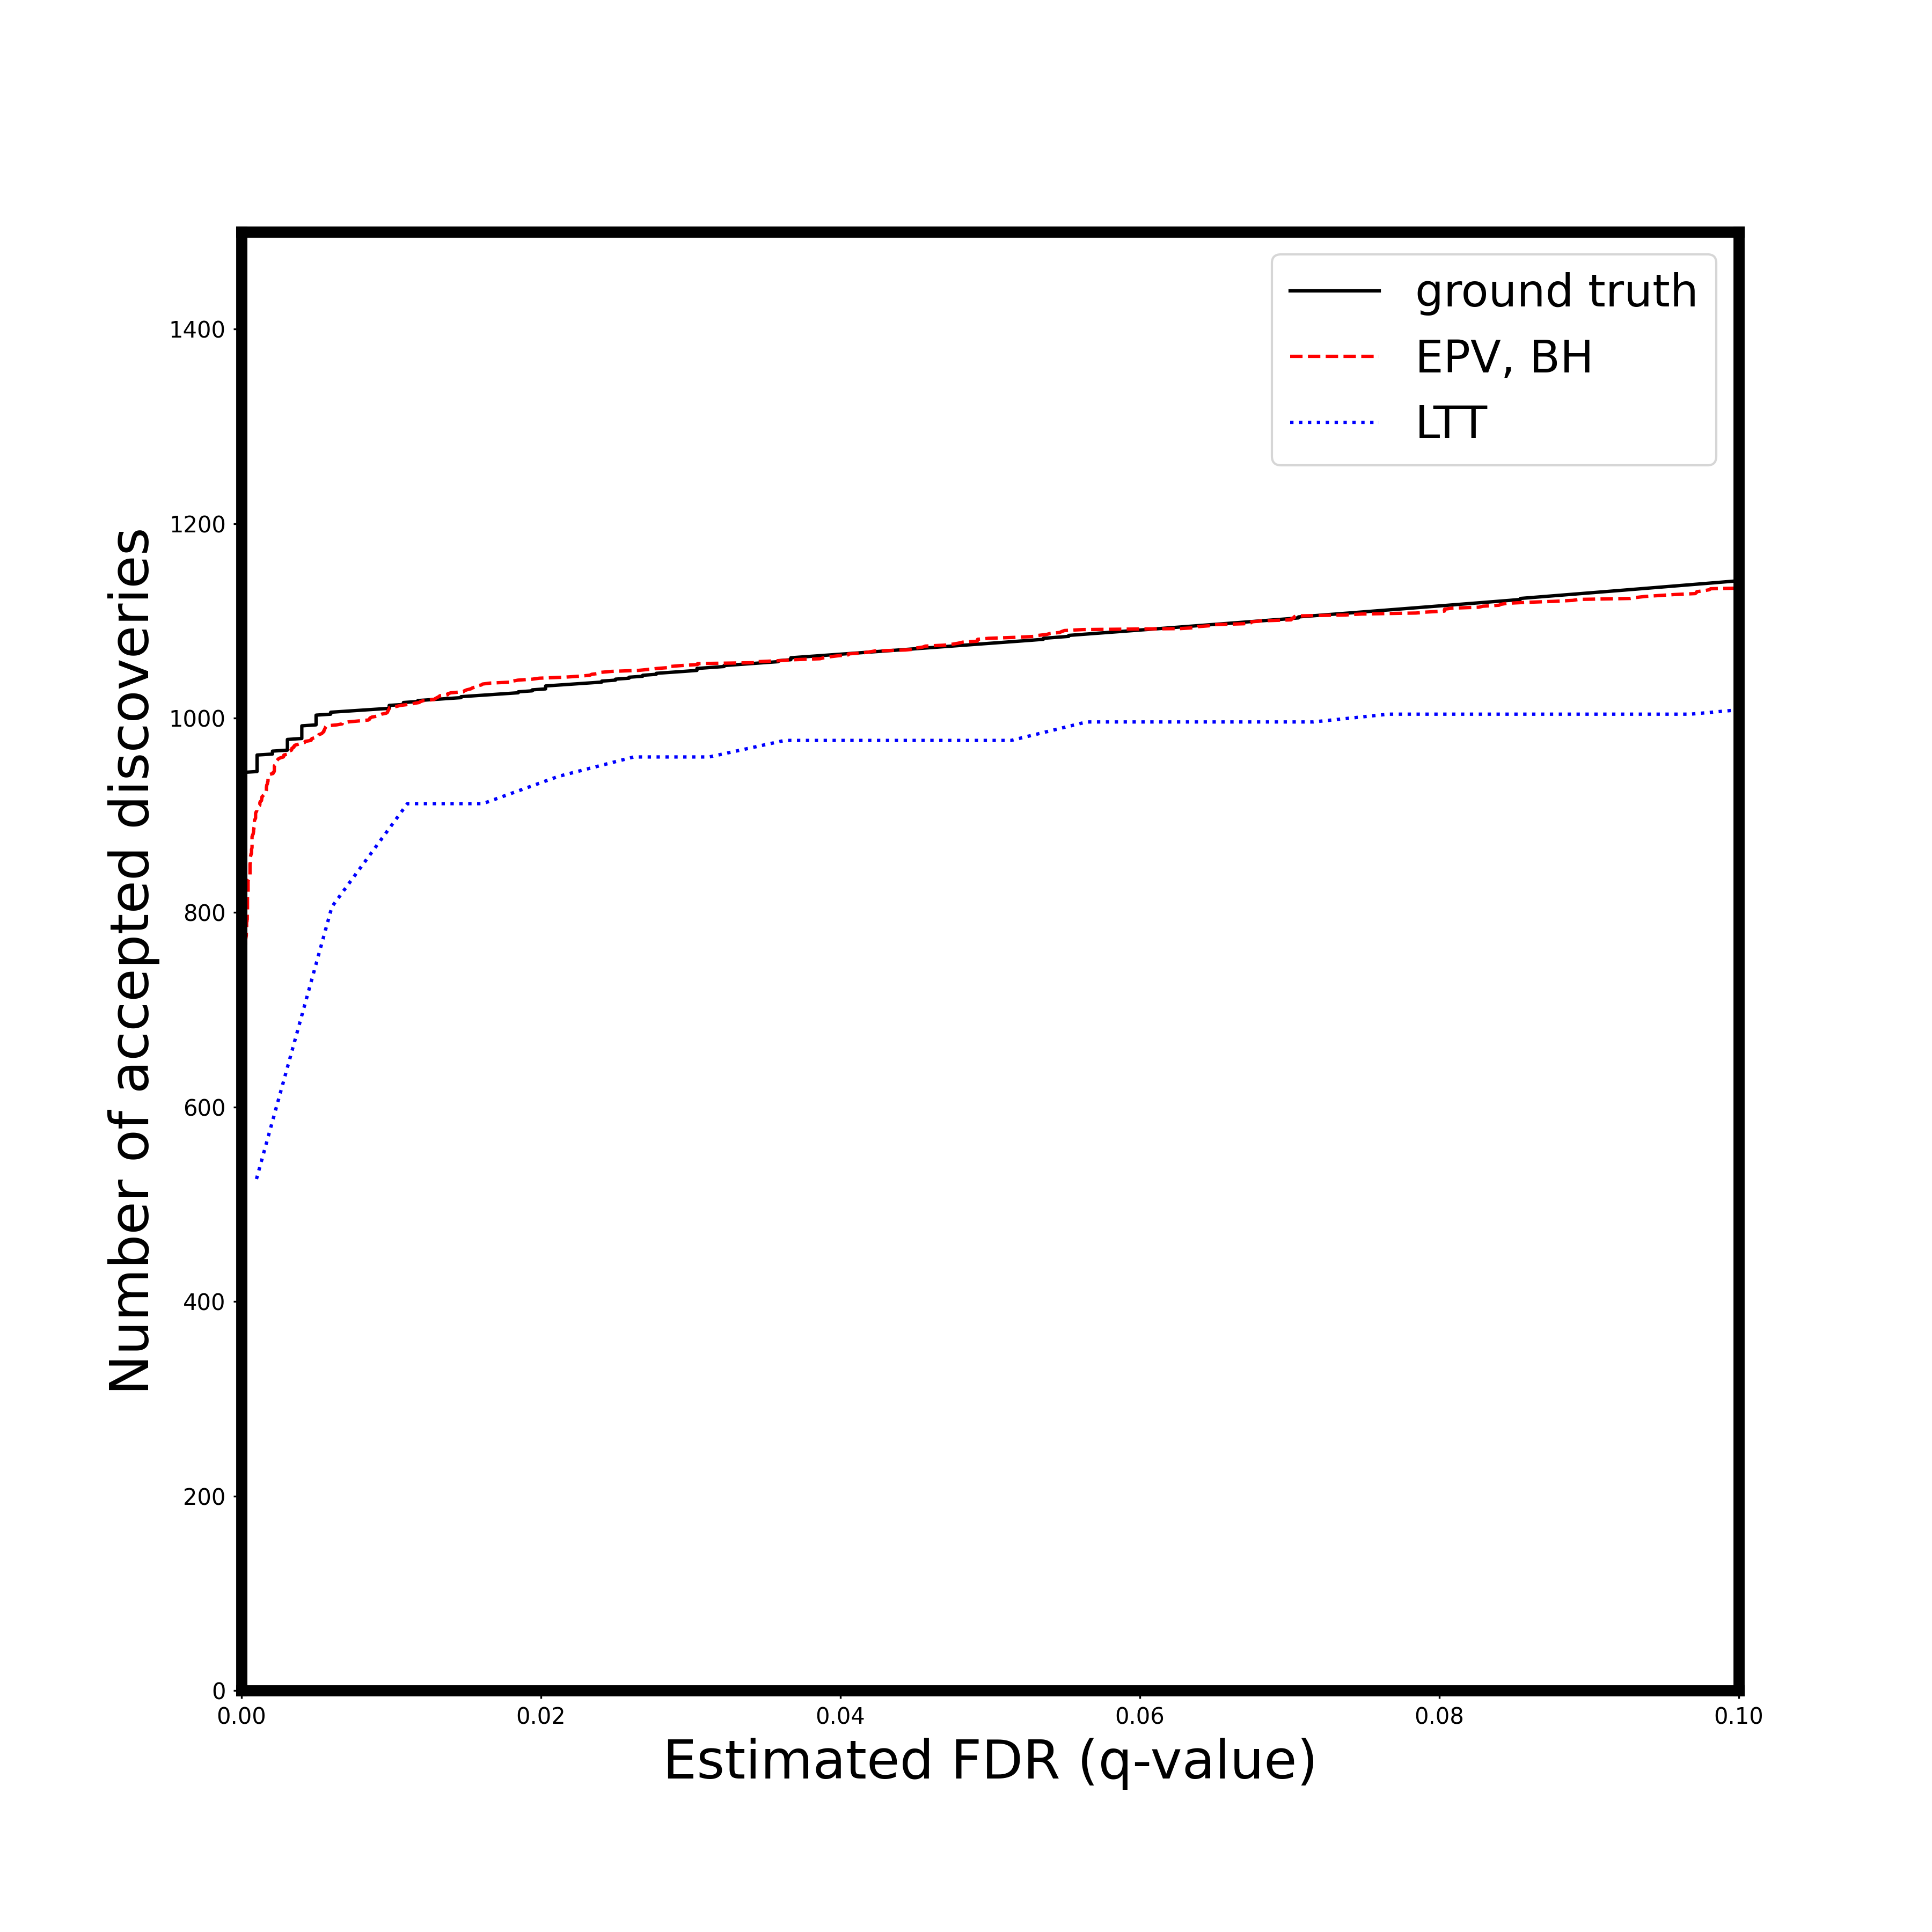 ground truth
EPV, BH
LTT
1400
1200
1000
800
600
400
200
0
Number of accepted discoveries
0.00 0.02 0.04 0.06 0.08 0.10
Estimated FDR (q-value)